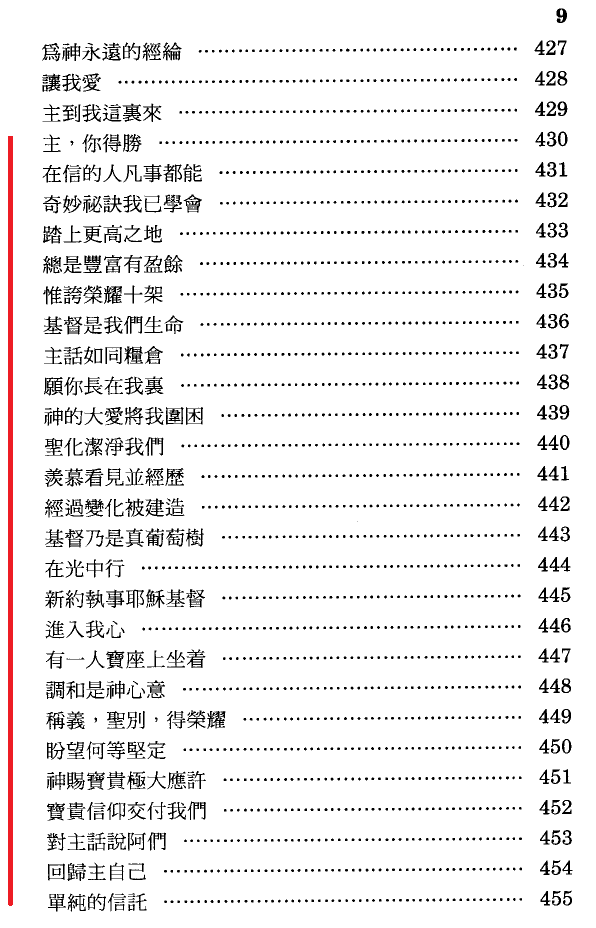 9
爲神永遠的經綸 ……………………………………… 427
讓我愛 ……………………………………… 428
主到我這裏來 ……………………………………… 429
主，你得勝 ……………………………………… 430
在信的人凡事都能 ……………………………………… 431
奇妙祕訣我已學會 ……………………………………… 432
踏上更高之地 ……………………………………… 433
總是豐富有盈餘 ……………………………………… 434
惟誇榮耀十架 ……………………………………… 435
基督是我們生命 ……………………………………… 436
主話如同糧倉 ……………………………………… 437
願你長在我裏 ……………………………………… 438
神的大愛將我圍困 ……………………………………… 439
聖化潔淨我們 ……………………………………… 440
羨慕看見並經歷 ……………………………………… 441
經過變化被建造 ……………………………………… 442
基督乃是真葡萄樹 ……………………………………… 443
在光中行 ……………………………………… 444
新約執事耶穌基督 ……………………………………… 445
進入我心 ……………………………………… 446
有一人寶座上坐着 ……………………………………… 447
調和是神心意 ……………………………………… 448
稱義，聖別，得榮耀 ……………………………………… 449
盼望何等堅定 ……………………………………… 450
神賜寶貴極大應許 ……………………………………… 451
寶貴信仰交付我們 ……………………………………… 452
對主話說阿們 ……………………………………… 453
回歸主自己 ……………………………………… 454
單純的信託 ……………………………………… 455